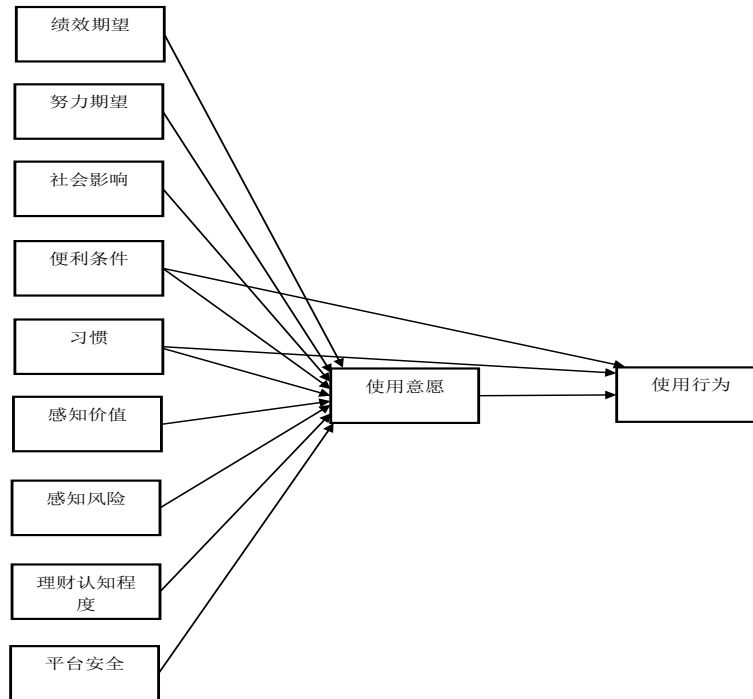 绩效期望
努力期望
社会影响
便利条件
习惯
感知价值
感知风险
理财认知程
度
平台安全
使用意愿
使用行为